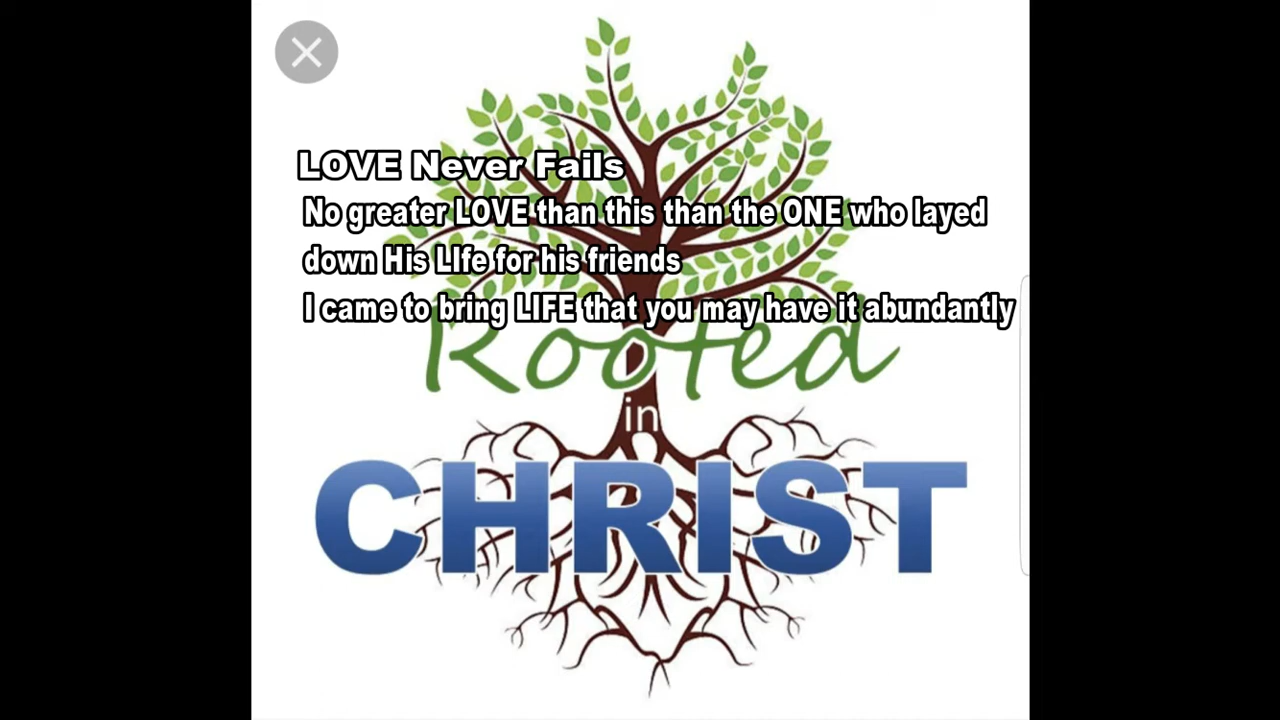 LOVE Never Fails
No greater LOVE than this than the ONE who layed
down His LIfe for his friends
I came to bring LIFE that you may have it abundantly
Rooted
in
CHRIST